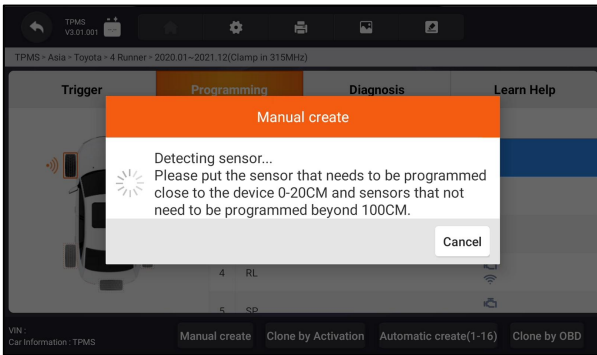 TPMS
V3.01.001
TPMS > Asia > Toyota > 4 Runner > 2020.01~2021.12(Clamp in 315MHz)
Trigger Programming Diagnosis Learn Help
Manual create
Detecting sensor...
Please put the sensor that needs to be programmed
close to the device 0-20CM and sensors that not
need to be programmed beyond 100CM.
Cancel
4 RL
5 SP
VIN :
Car Information : TPMS
Manual create Clone by Activation Automatic create(1-16) Clone by OBD